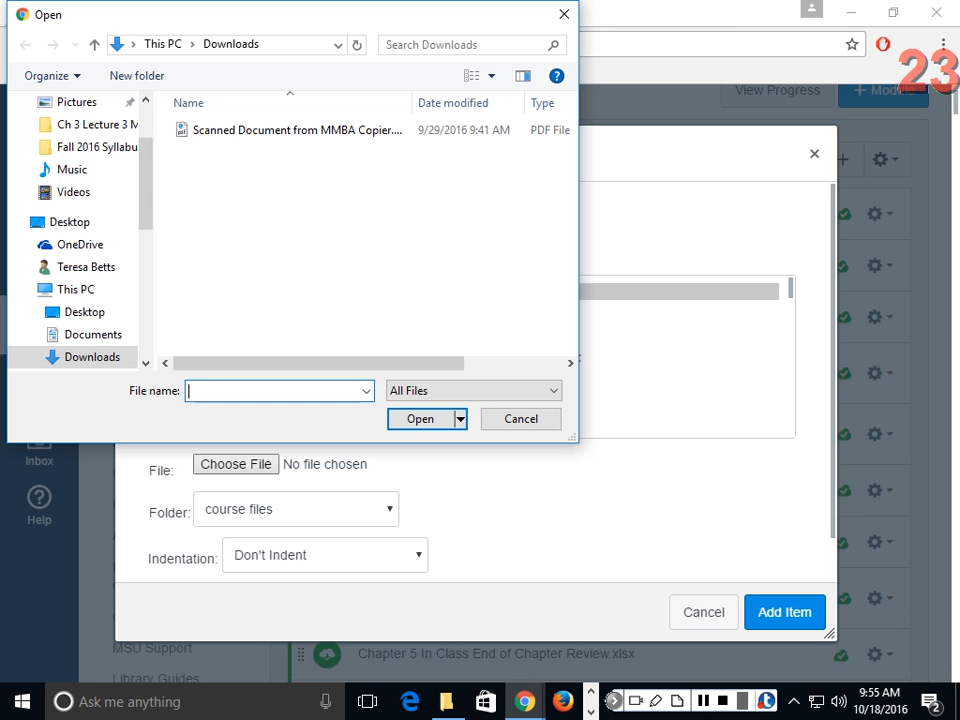 Open
This PC > Downloads
Search Downloads
Organize
New folder
Name
Date modified
Type
Scanned Document from MMBA Copier....
9/29/2016 9:41 AM
PDF File
Pictures
Ch 3 Lecture 3 M
Fall 2016 Syllabu
Music
Videos
Desktop
OneDrive
Teresa Betts
This PC
Desktop
Documents
Downloads
File name:
All Files
Open
Cancel
23
View Progress
+ Module
Inbox
Help
File:
Choose File
No file chosen
Folder:
course files
Indentation:
Don't Indent
Cancel
Add Item
MSU Support
Chapter 5 In Class End of Chapter Review.xlsx
Library Guides
Ask me anything
9:55 AM
10/18/2016
2